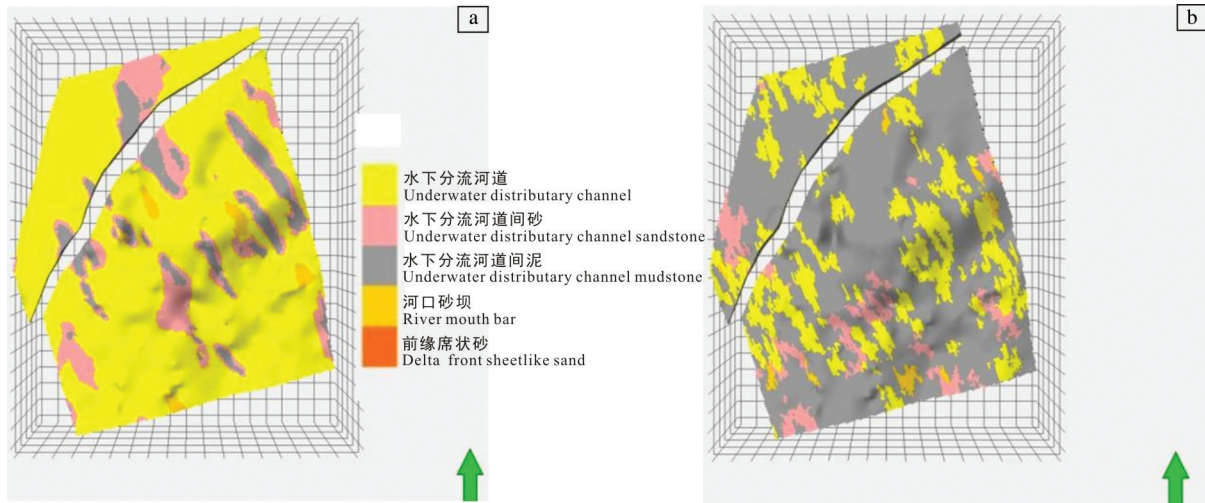 a
b
水下分流河道
Underwater distributary channel
水下分流河道间砂
Underwater distributary channel sandstone
水下分流河道间泥
Underwater distributary channel mudstone
河口砂坝
River mouth bar
前缘席状砂
Delta front sheetlike sand